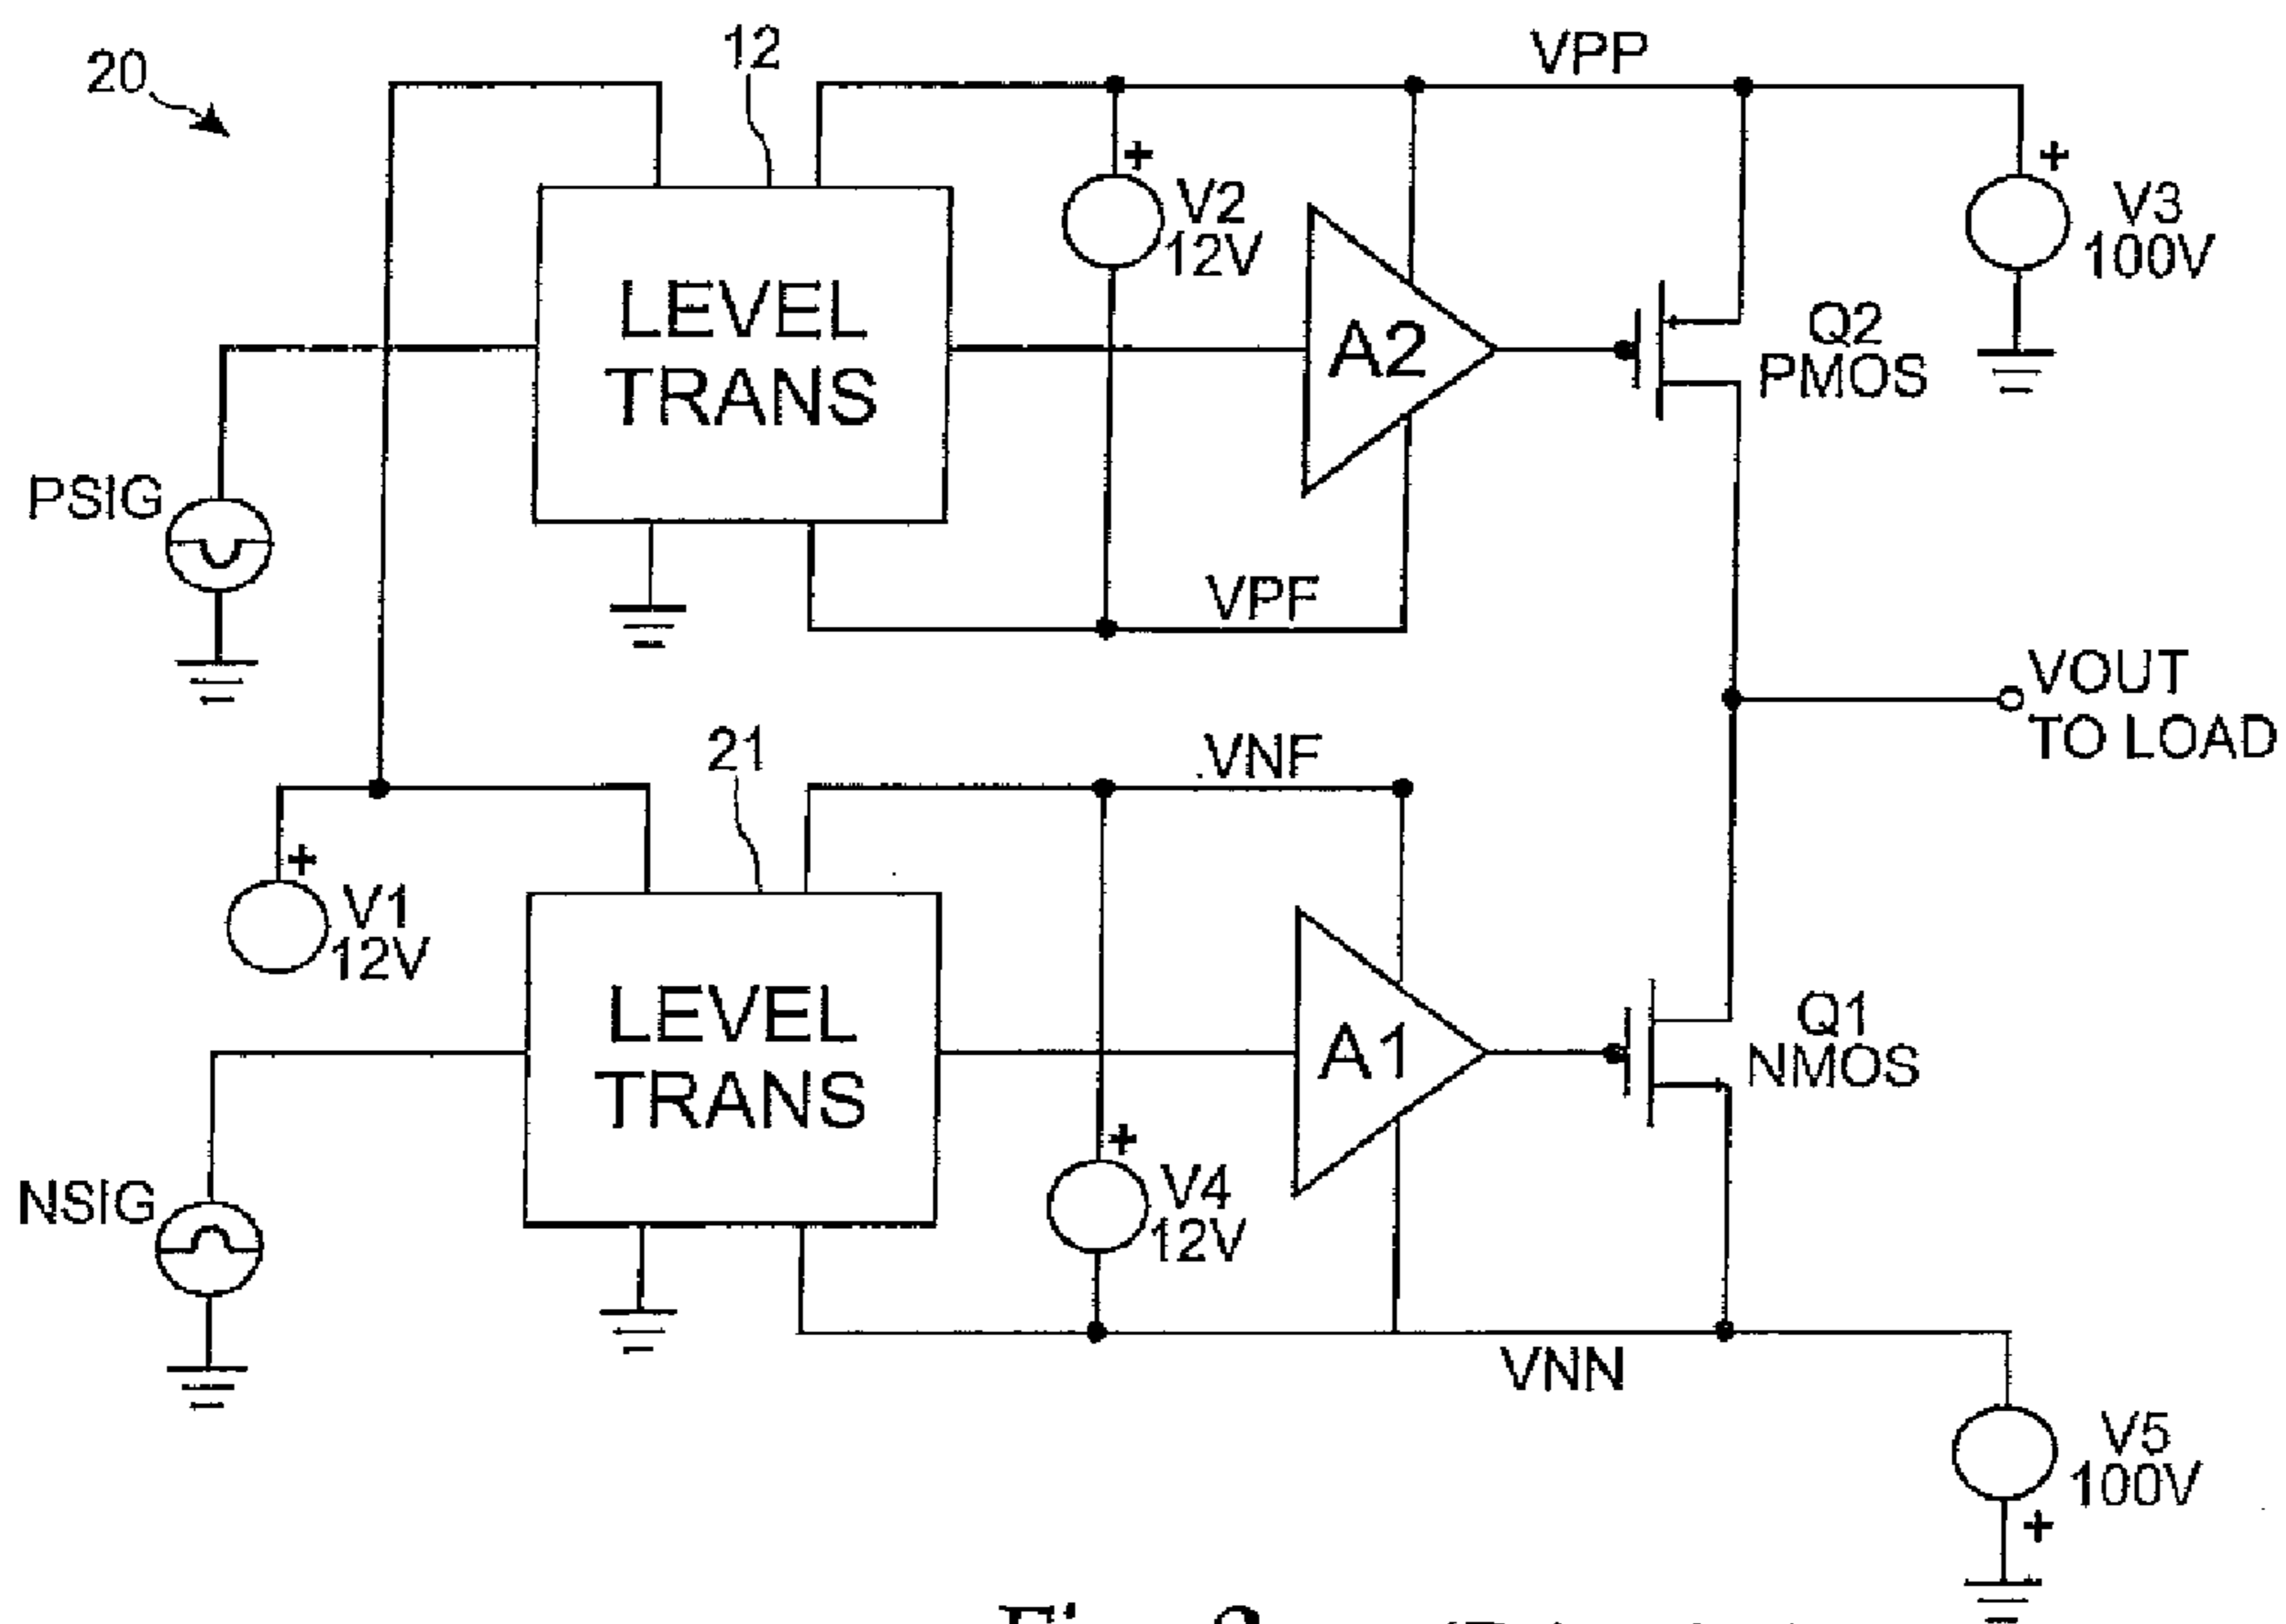 20
12
VPP
+
V2
12V
+
V3
100V
LEVEL
TRANS
A2
Q2
PMOS
PSIG
VPF
VOUT
TO LOAD
21
.VNF
+
V1
12V
LEVEL
TRANS
A1
Q1
NMOS
+
V4
12V
NSIG
VNN
V5
100V
+